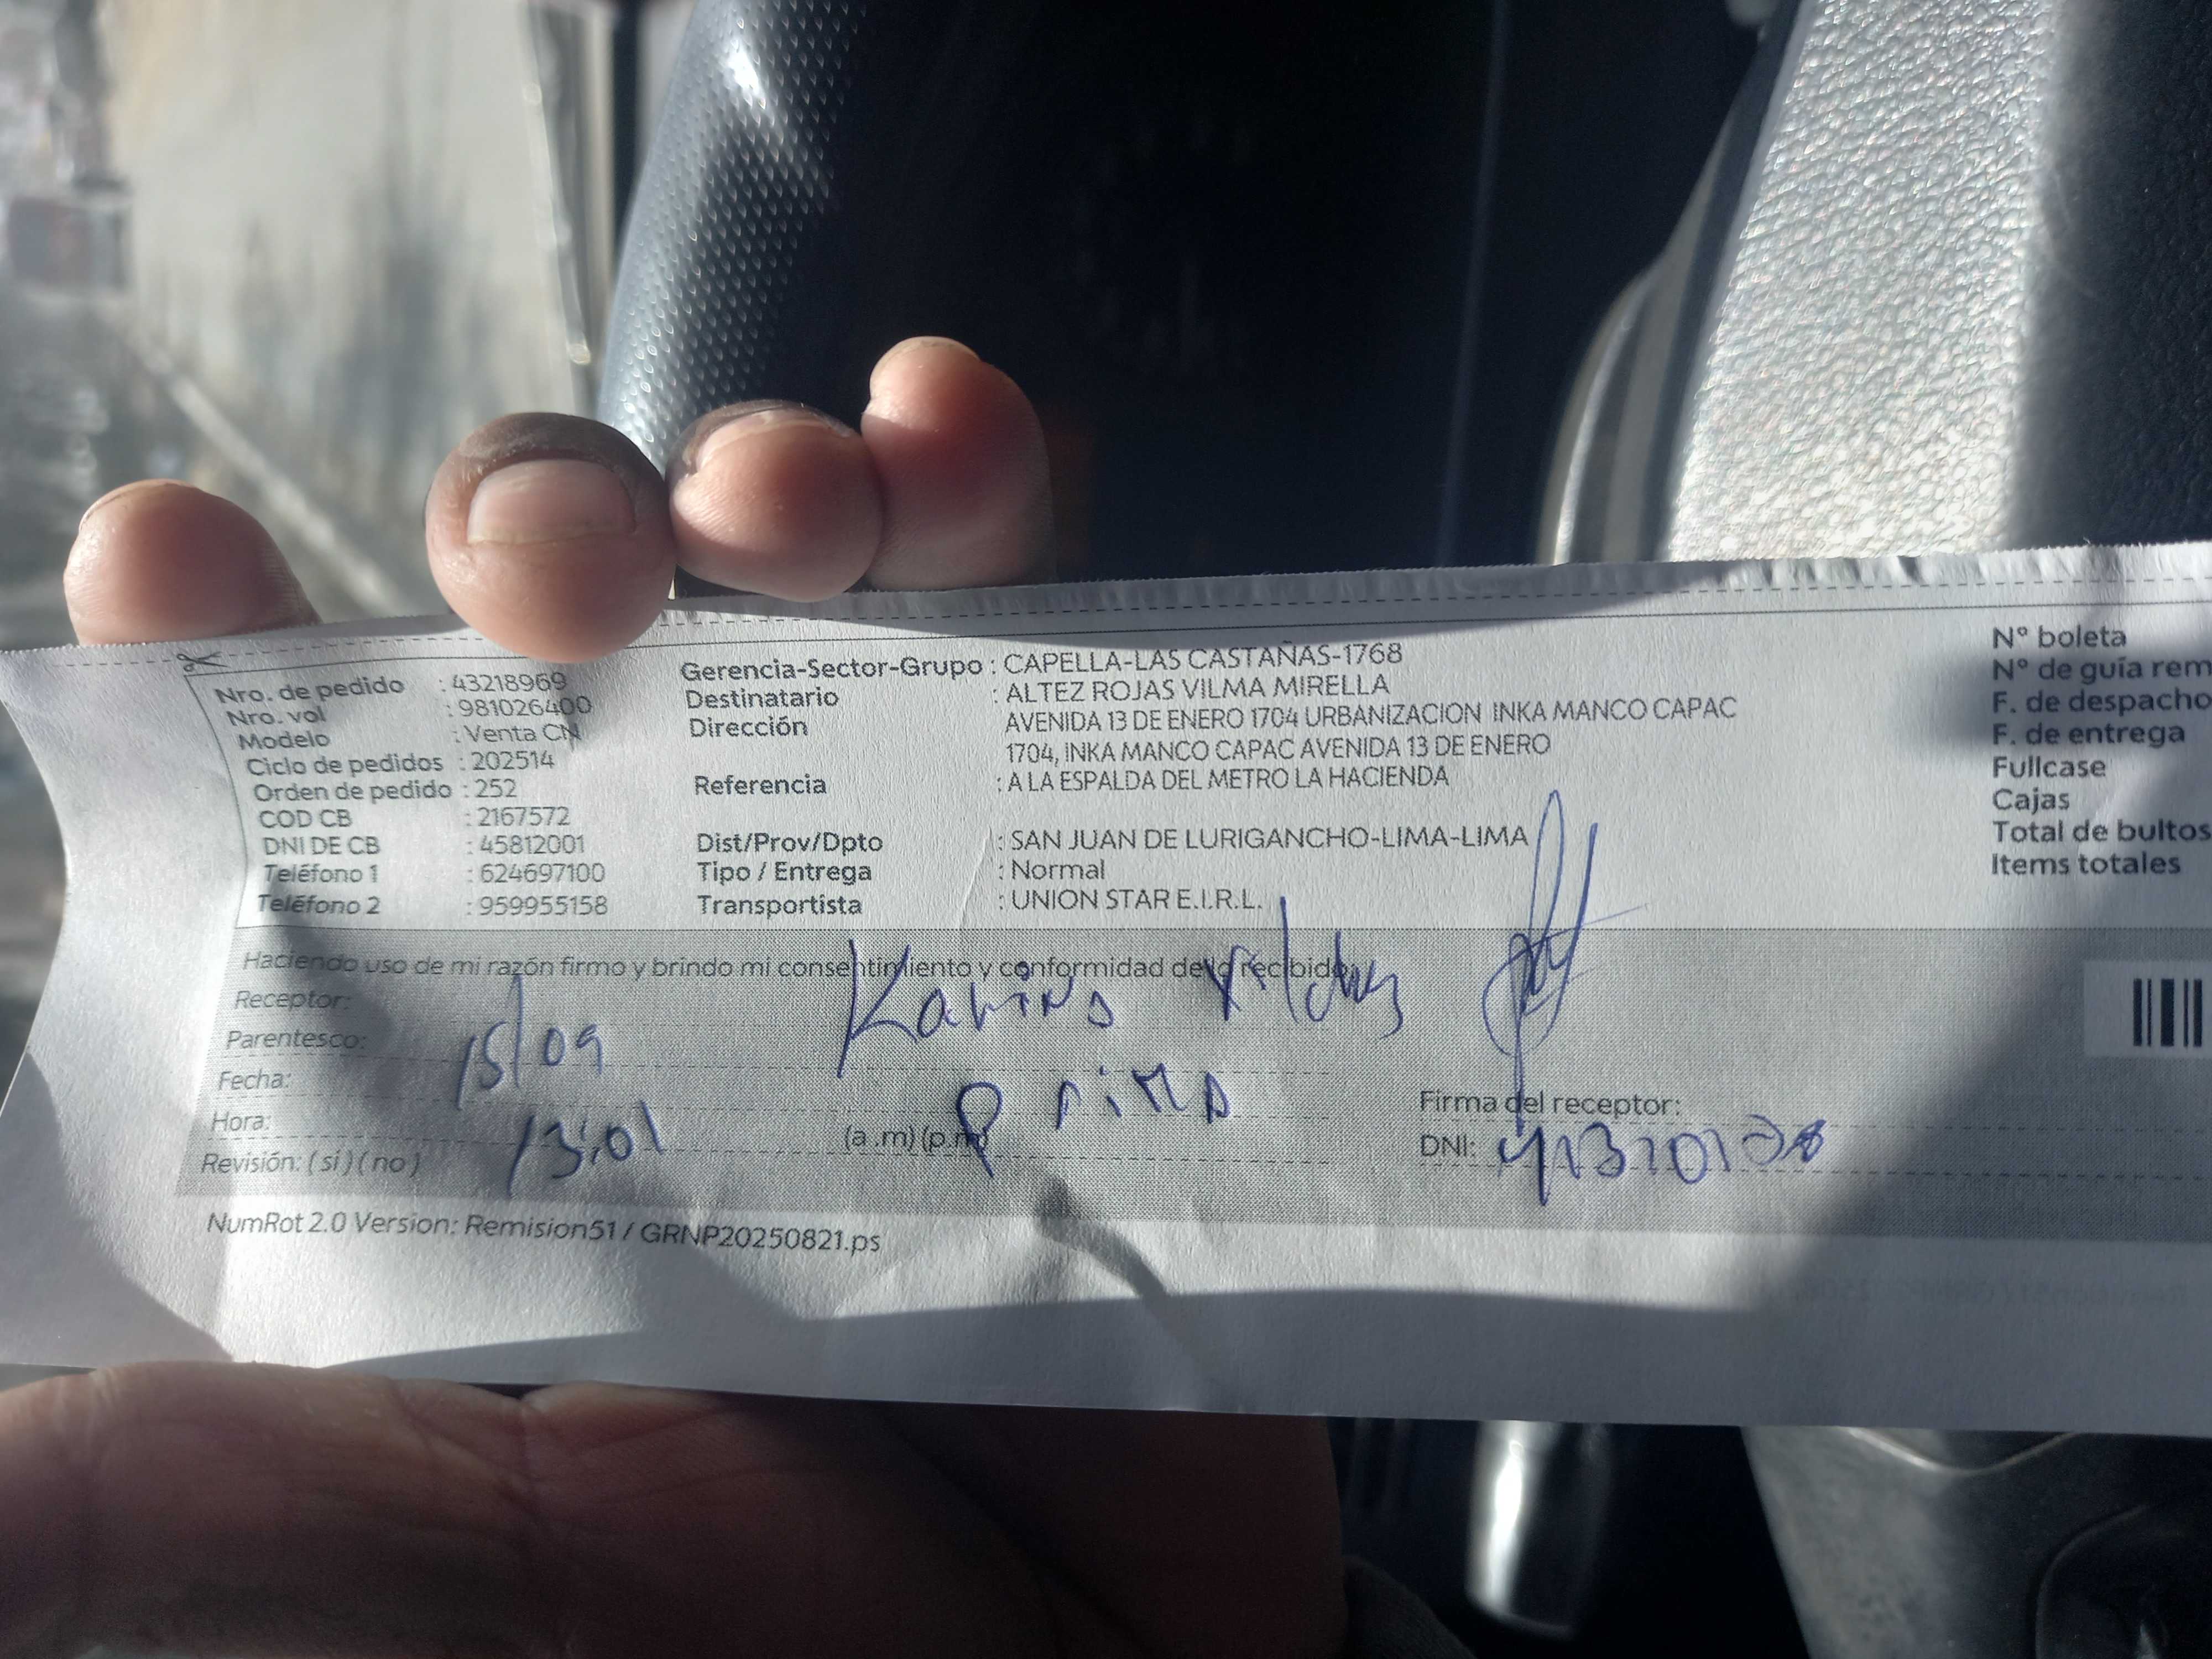 Nro. de pedido : 43218969
Nro. vol : 981026400
Modelo : Venta CN
Ciclo de pedidos : 202514
Orden de pedido : 252
COD CB : 2167572
DNI DE CB : 45812001
Teléfono 1 : 624697100
Teléfono 2 : 959955158
Gerencia-Sector-Grupo : CAPELLA-LAS CASTAÑAS-1768
Destinatario : ALTEZ ROJAS VILMA MIRELLA
Dirección AVENIDA 13 DE ENERO 1704 URBANIZACION INKA MANCO CAPAC
1704, INKA MANCO CAPAC AVENIDA 13 DE ENERO
Referencia : A LA ESPALDA DEL METRO LA HACIENDA
Dist/Prov/Dpto : SAN JUAN DE LURIGANCHO-LIMA-LIMA
Tipo / Entrega : Normal
Transportista : UNION STAR E.I.R.L.
N° boleta
N° de guía rem
F. de despacho
F. de entrega
Fullcase
Cajas
Total de bultos
Items totales
Haciendo uso de mi razón firmo y brindo mi consentimiento y conformidad de lo recibido.
Receptor: Karina
Parentesco: Prima
Fecha: 15/09
Hora: 13:01 (a.m) (p.m)
Revisión: ( sí ) ( no )
Firma del receptor:
DNI:
NumRot 2.0 Version: Remision51 / GRNP20250821.ps